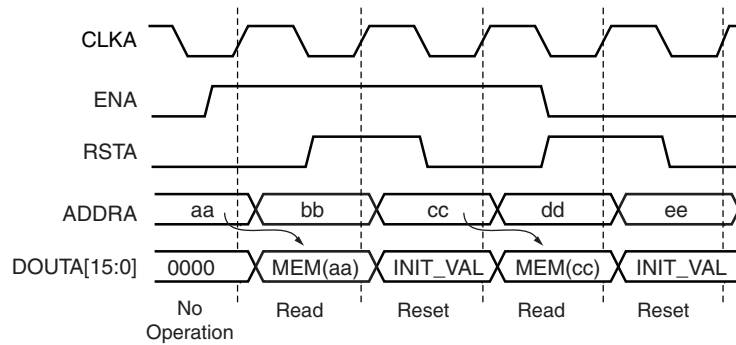 CLKA
ENA
RSTA
ADDRA aa bb cc dd ee
DOUTA[15:0] 0000 MEM(aa) INIT_VAL MEM(cc) INIT_VAL
No Operation Read Reset Read Reset